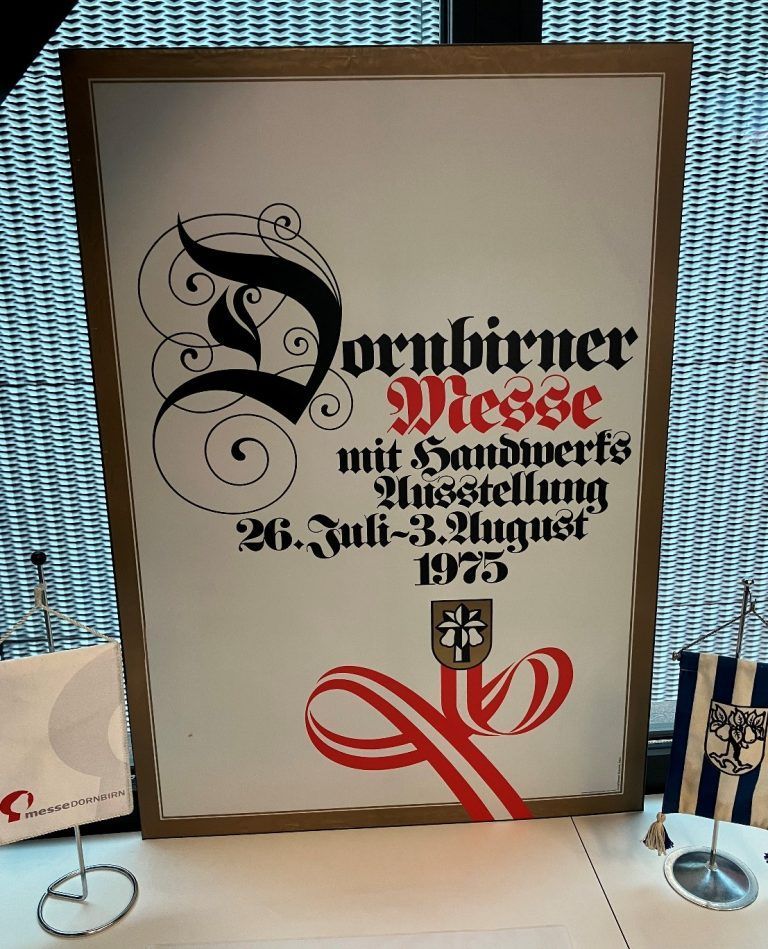 Dornbirner
Messe
mit Handwerks
Ausstellung
26. Juli-3. August
1975
messeDORNBIRN